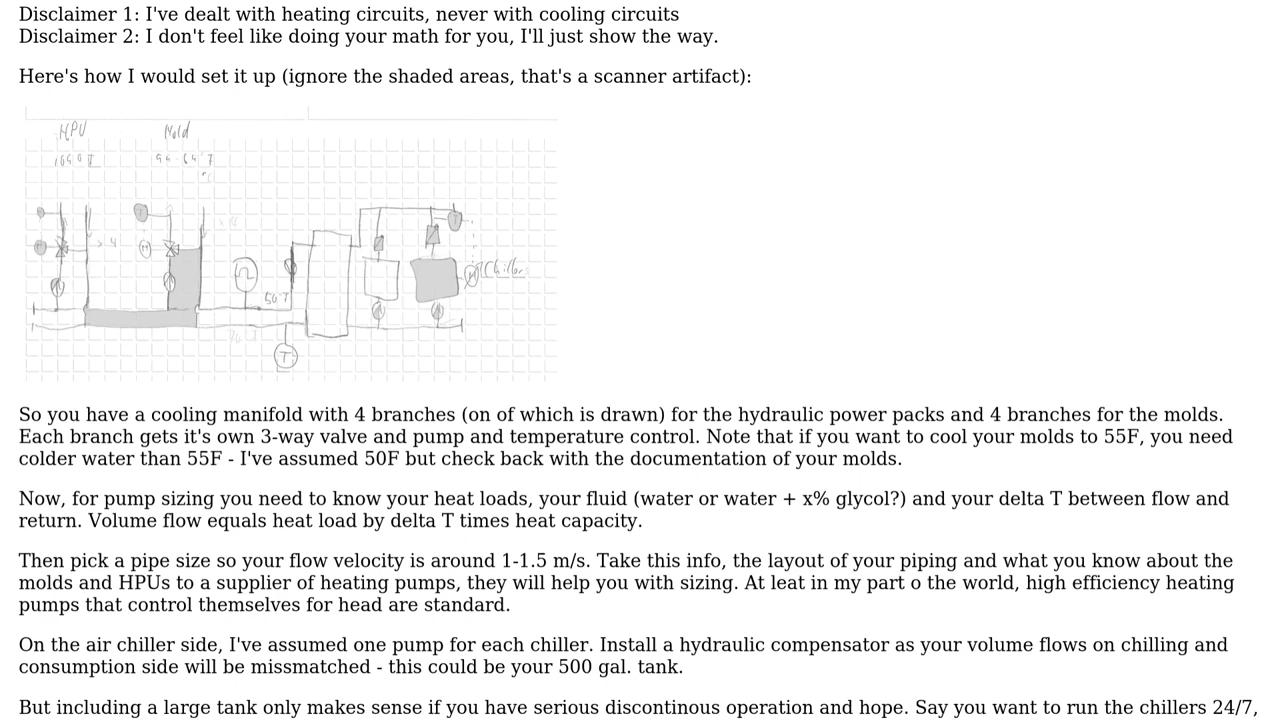 Disclaimer 1: I've dealt with heating circuits, never with cooling circuits
Disclaimer 2: I don't feel like doing your math for you, I'll just show the way.
Here's how I would set it up (ignore the shaded areas, that's a scanner artifact):
HPU Mold
T
50°F
Chiller
T
So you have a cooling manifold with 4 branches (on of which is drawn) for the hydraulic power packs and 4 branches for the molds.
Each branch gets it's own 3-way valve and pump and temperature control. Note that if you want to cool your molds to 55F, you need
colder water than 55F - I've assumed 50F but check back with the documentation of your molds.
Now, for pump sizing you need to know your heat loads, your fluid (water or water + x% glycol?) and your delta T between flow and
return. Volume flow equals heat load by delta T times heat capacity.
Then pick a pipe size so your flow velocity is around 1-1.5 m/s. Take this info, the layout of your piping and what you know about the
molds and HPUs to a supplier of heating pumps, they will help you with sizing. At leat in my part o the world, high efficiency heating
pumps that control themselves for head are standard.
On the air chiller side, I've assumed one pump for each chiller. Install a hydraulic compensator as your volume flows on chilling and
consumption side will be missmatched - this could be your 500 gal. tank.
But including a large tank only makes sense if you have serious discontinous operation and hope. Say you want to run the chillers 24/7,